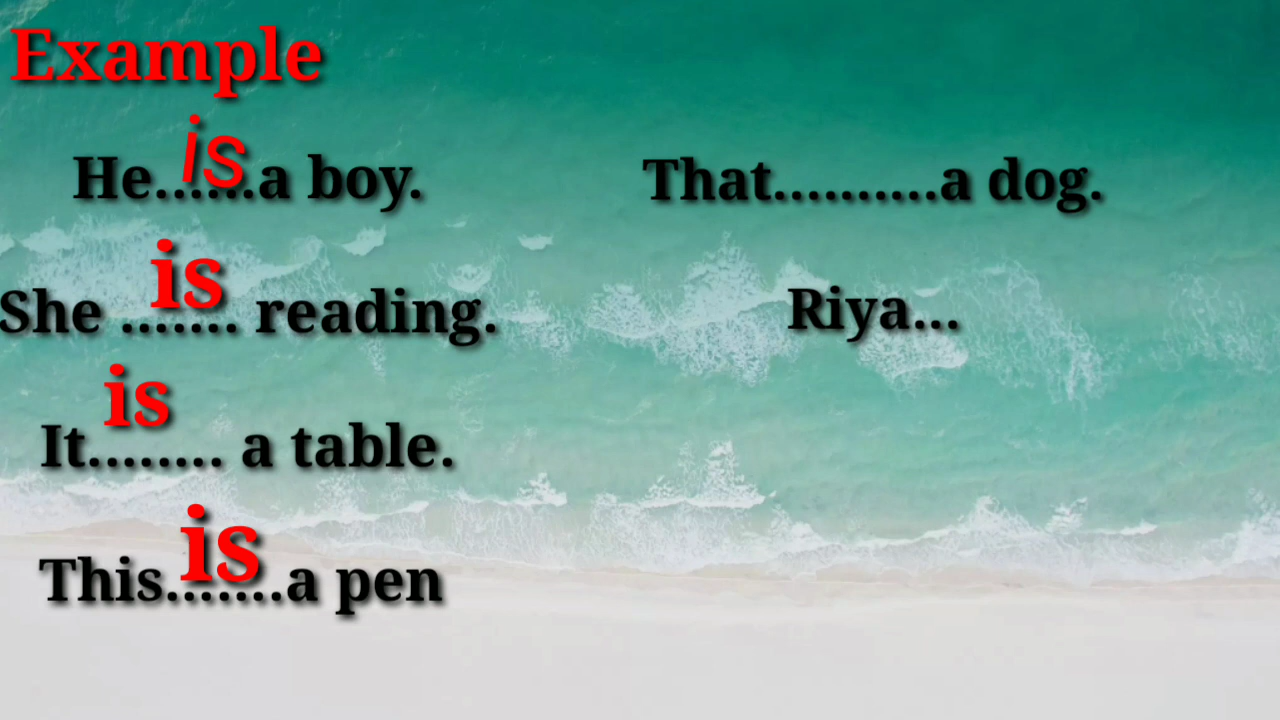 Example
He...is...a boy.
She ...is.... reading.
It...is..... a table.
This...is....a pen
That..........a dog.
Riya...